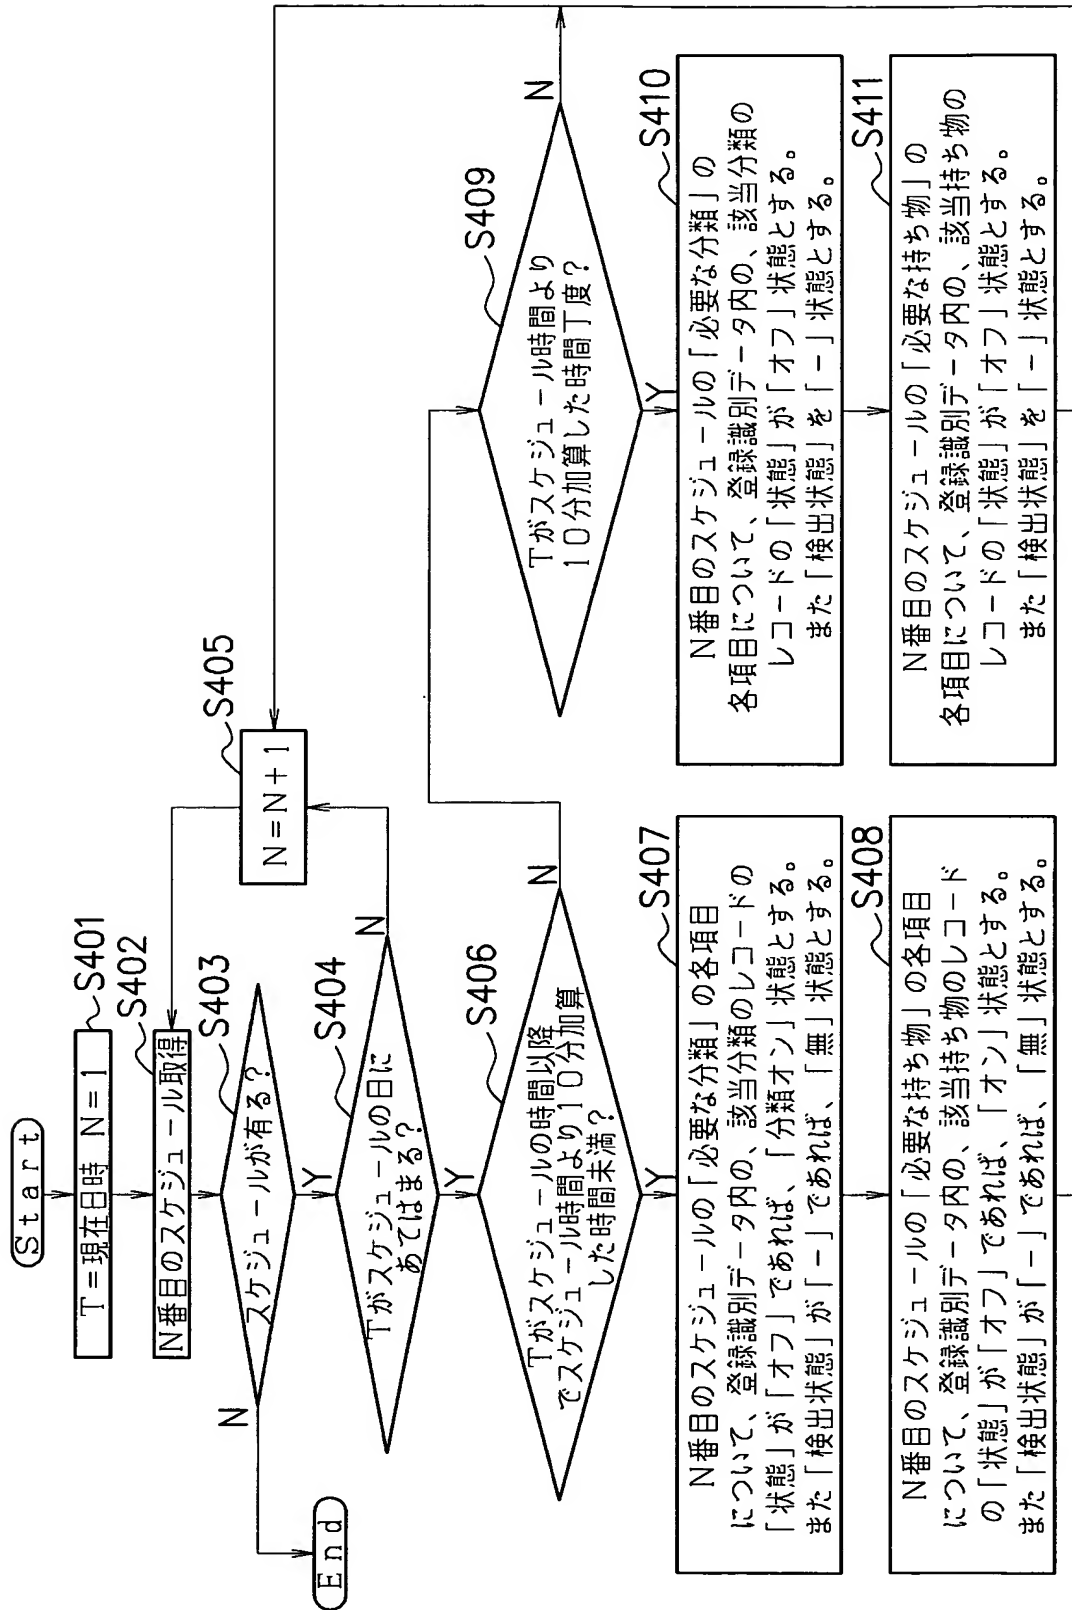 Start
T=現在日時 N=1
S401
N番目のスケジュール取得
S402
スケジュールが有る?
S403
N
Y
End
Tがスケジュールの日に
あてはまる?
S404
N
Y
N=N+1
S405
Tがスケジュールの時間以降
でスケジュール時間より10分加算
した時間未満?
S406
N
Y
S407
N番目のスケジュールの「必要な分類」の各項目
について、登録識別データ内の、該当分類のレコードの
「状態」が「オフ」であれば、「分類オン」状態とする。
また「検出状態」が「-」であれば、「無」状態とする。
S408
N番目のスケジュールの「必要な持ち物」の各項目
について、登録識別データ内の、該当持ち物のレコード
の「状態」が「オフ」であれば、「オン」状態とする。
また「検出状態」が「-」であれば、「無」状態とする。
Tがスケジュール時間より
10分加算した時間丁度?
S409
N
Y
S410
N番目のスケジュールの「必要な分類」の
各項目について、登録識別データ内の、該当分類の
レコードの「状態」が「オフ」状態とする。
また「検出状態」を「-」状態とする。
S411
N番目のスケジュールの「必要な持ち物」の
各項目について、登録識別データ内の、該当持ち物の
レコードの「状態」が「オフ」状態とする。
また「検出状態」を「-」状態とする。